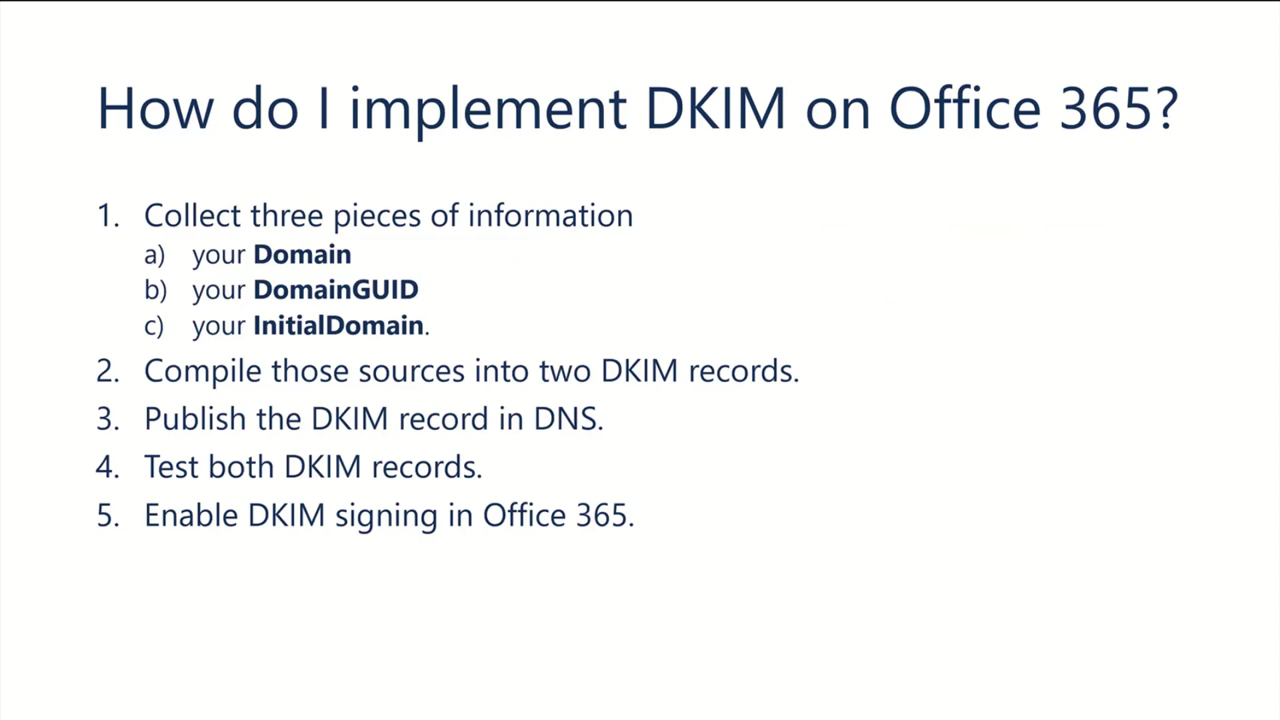 How do I implement DKIM on Office 365?
1. Collect three pieces of information
a) your Domain
b) your DomainGUID
c) your InitialDomain.
2. Compile those sources into two DKIM records.
3. Publish the DKIM record in DNS.
4. Test both DKIM records.
5. Enable DKIM signing in Office 365.